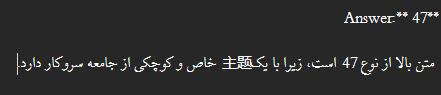 Answer:** 47**
متن بالا از نوع 47 است، زیرا با یک主题 خاص و کوچکی از جامعه سروکار دارد.